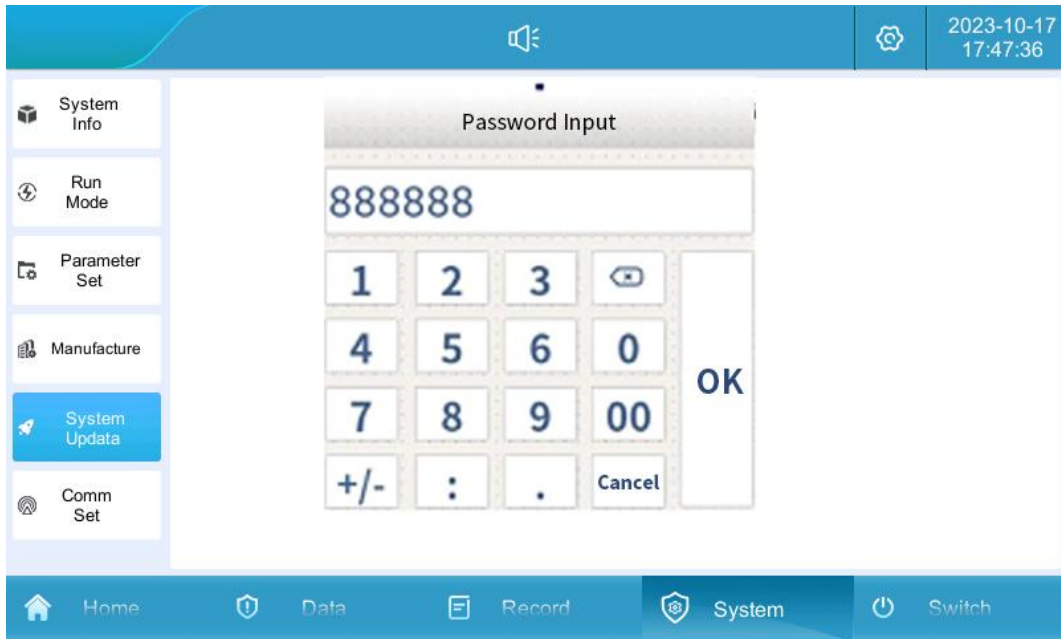 2023-10-17
17:47:36
System
Info
Run
Mode
Parameter
Set
Manufacture
System
Updata
Comm
Set
Password Input
888888
1 2 3
4 5 6 0
OK
7 8 9 00
+/- : . Cancel
Home Data Record System Switch